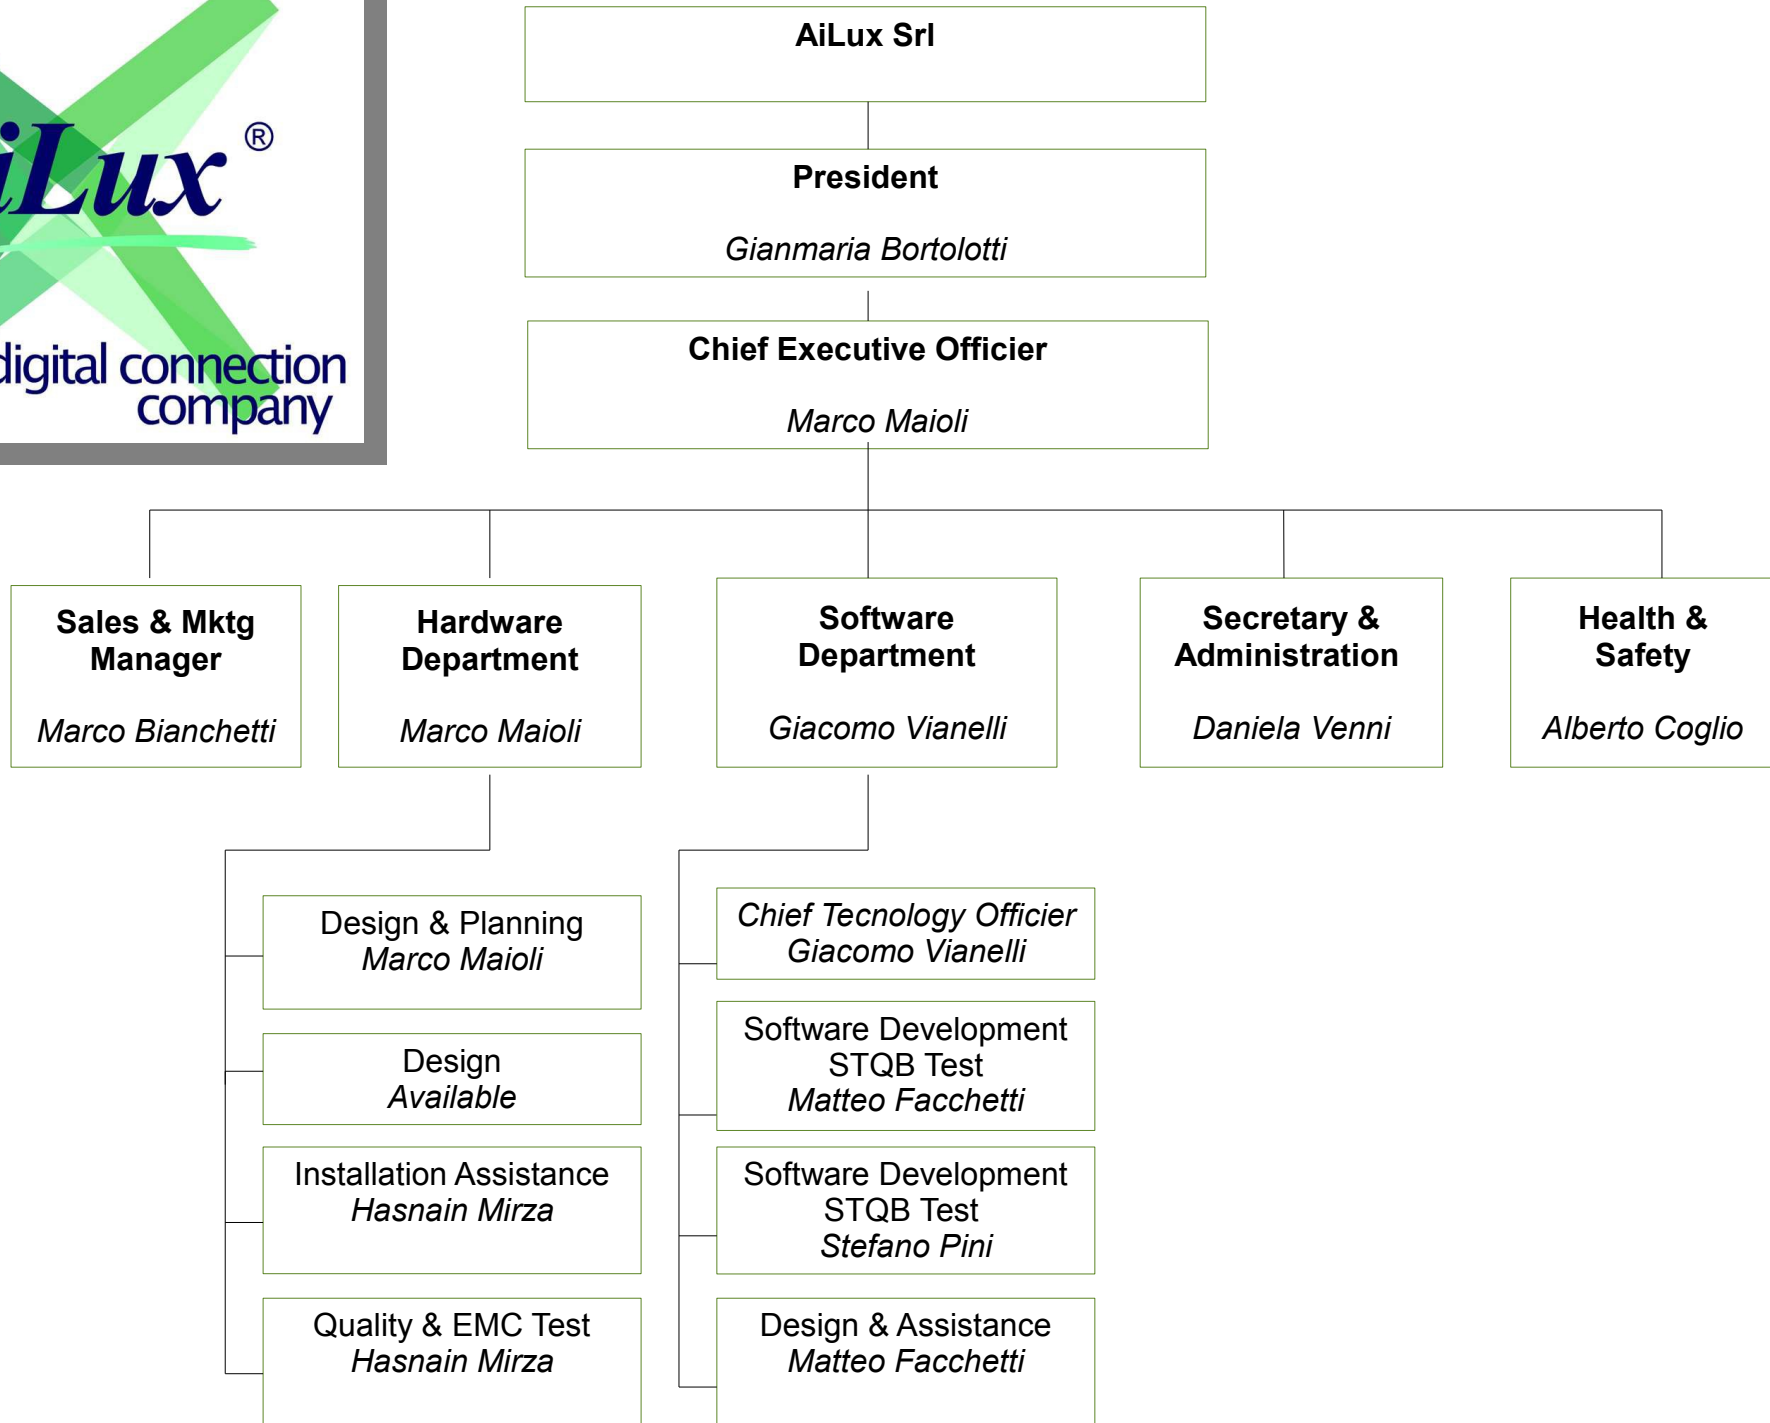 AiLux Srl
iLux ®
digital connection
company
President
Gianmaria Bortolotti
Chief Executive Officier
Marco Maioli
Sales & Mktg
Manager
Marco Bianchetti
Hardware
Department
Marco Maioli
Software
Department
Giacomo Vianelli
Secretary &
Administration
Daniela Venni
Health &
Safety
Alberto Coglio
Design & Planning
Marco Maioli
Design
Available
Installation Assistance
Hasnain Mirza
Quality & EMC Test
Hasnain Mirza
Chief Tecnology Officier
Giacomo Vianelli
Software Development
STQB Test
Matteo Facchetti
Software Development
STQB Test
Stefano Pini
Design & Assistance
Matteo Facchetti